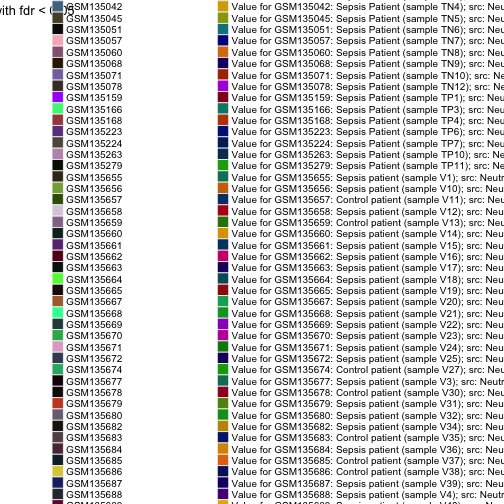 with fdr <
GSM135042 Value for GSM135042: Sepsis Patient (sample TN4); src: Neu
GSM135045 Value for GSM135045: Sepsis Patient (sample TN5); src: Neu
GSM135051 Value for GSM135051: Sepsis Patient (sample TN6); src: Neu
GSM135057 Value for GSM135057: Sepsis Patient (sample TN7); src: Neu
GSM135060 Value for GSM135060: Sepsis Patient (sample TN8); src: Neu
GSM135068 Value for GSM135068: Sepsis Patient (sample TN9); src: Neu
GSM135071 Value for GSM135071: Sepsis Patient (sample TN10); src: Ne
GSM135078 Value for GSM135078: Sepsis Patient (sample TN12); src: Ne
GSM135159 Value for GSM135159: Sepsis Patient (sample TP1); src: Neu
GSM135166 Value for GSM135166: Sepsis Patient (sample TP3); src: Neu
GSM135168 Value for GSM135168: Sepsis Patient (sample TP4); src: Neu
GSM135223 Value for GSM135223: Sepsis Patient (sample TP6); src: Neu
GSM135224 Value for GSM135224: Sepsis Patient (sample TP7); src: Neu
GSM135263 Value for GSM135263: Sepsis Patient (sample TP10); src: Ne
GSM135279 Value for GSM135279: Sepsis Patient (sample TP11); src: Ne
GSM135655 Value for GSM135655: Sepsis patient (sample V1); src: Neutr
GSM135656 Value for GSM135656: Sepsis patient (sample V10); src: Neu
GSM135657 Value for GSM135657: Control patient (sample V11); src: Neu
GSM135658 Value for GSM135658: Sepsis patient (sample V12); src: Neu
GSM135659 Value for GSM135659: Control patient (sample V13); src: Neu
GSM135660 Value for GSM135660: Sepsis patient (sample V14); src: Neu
GSM135661 Value for GSM135661: Sepsis patient (sample V15); src: Neu
GSM135662 Value for GSM135662: Sepsis patient (sample V16); src: Neu
GSM135663 Value for GSM135663: Sepsis patient (sample V17); src: Neu
GSM135664 Value for GSM135664: Sepsis patient (sample V18); src: Neu
GSM135665 Value for GSM135665: Sepsis patient (sample V19); src: Neu
GSM135667 Value for GSM135667: Sepsis patient (sample V20); src: Neu
GSM135668 Value for GSM135668: Sepsis patient (sample V21); src: Neu
GSM135669 Value for GSM135669: Sepsis patient (sample V22); src: Neu
GSM135670 Value for GSM135670: Sepsis patient (sample V23); src: Neu
GSM135671 Value for GSM135671: Sepsis patient (sample V24); src: Neu
GSM135672 Value for GSM135672: Sepsis patient (sample V25); src: Neu
GSM135674 Value for GSM135674: Control patient (sample V27); src: Neu
GSM135677 Value for GSM135677: Sepsis patient (sample V3); src: Neutr
GSM135678 Value for GSM135678: Control patient (sample V30); src: Neu
GSM135679 Value for GSM135679: Sepsis patient (sample V31); src: Neu
GSM135680 Value for GSM135680: Sepsis patient (sample V32); src: Neu
GSM135682 Value for GSM135682: Sepsis patient (sample V34); src: Neu
GSM135683 Value for GSM135683: Control patient (sample V35); src: Neu
GSM135684 Value for GSM135684: Sepsis patient (sample V36); src: Neu
GSM135685 Value for GSM135685: Control patient (sample V37); src: Neu
GSM135686 Value for GSM135686: Control patient (sample V38); src: Neu
GSM135687 Value for GSM135687: Sepsis patient (sample V39); src: Neu
GSM135688 Value for GSM135688: Sepsis patient (sample V4); src: Neutr